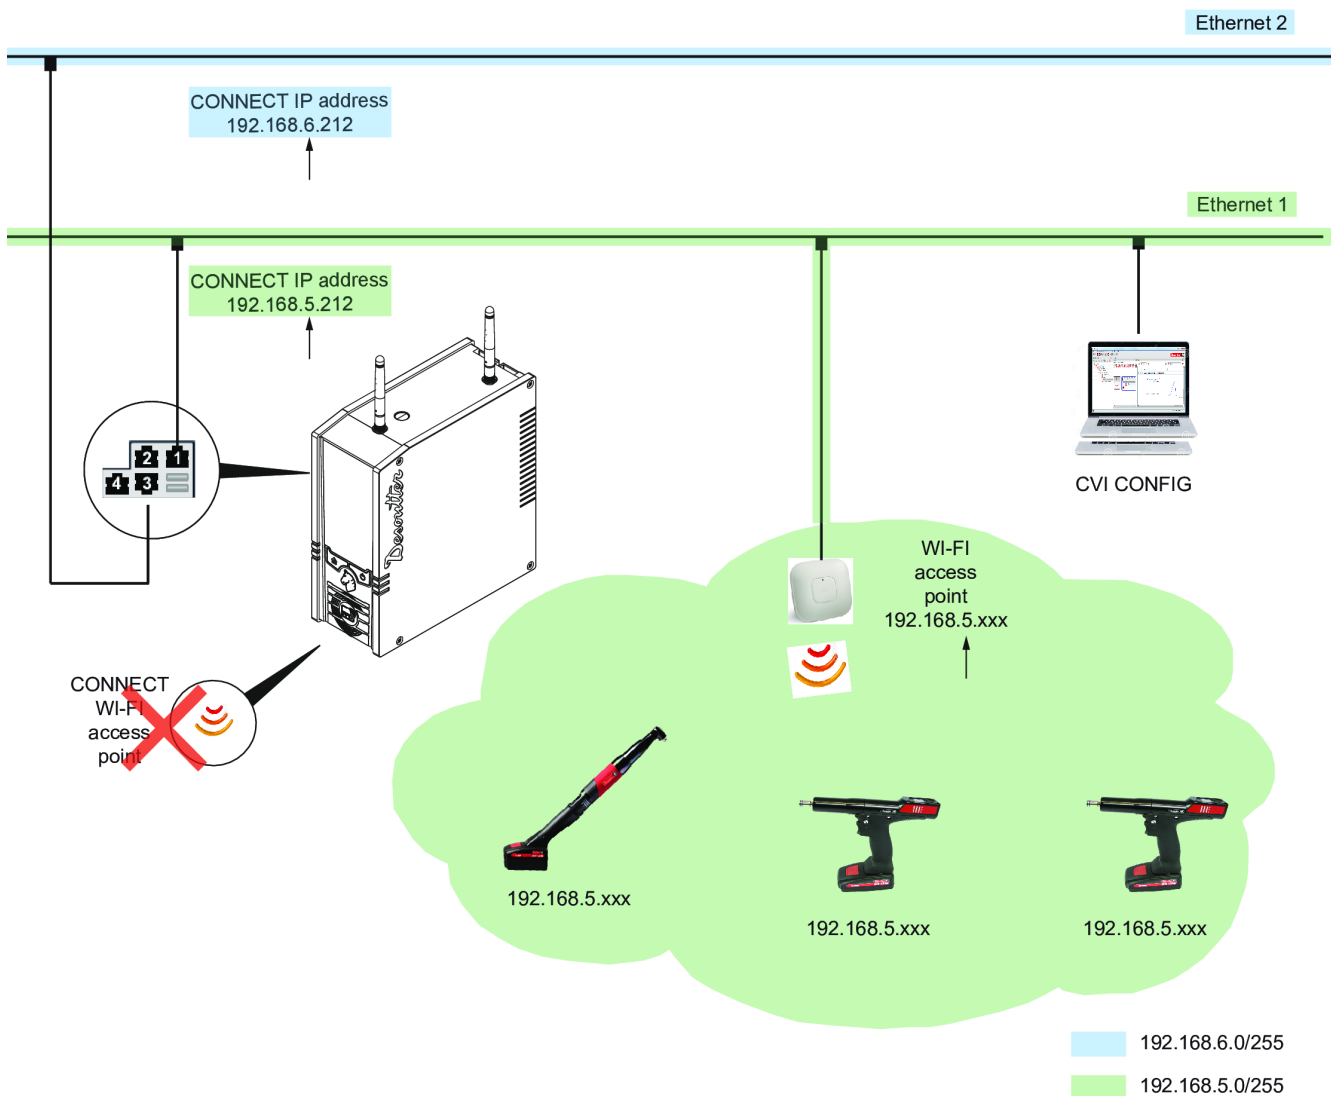 Ethernet 2
CONNECT IP address
192.168.6.212
Ethernet 1
CONNECT IP address
192.168.5.212
2
1
4
3
Desoutter
CVI CONFIG
WI-FI
access
point
192.168.5.xxx
CONNECT
WI-FI
access
point
192.168.5.xxx
192.168.5.xxx
192.168.5.xxx
192.168.6.0/255
192.168.5.0/255